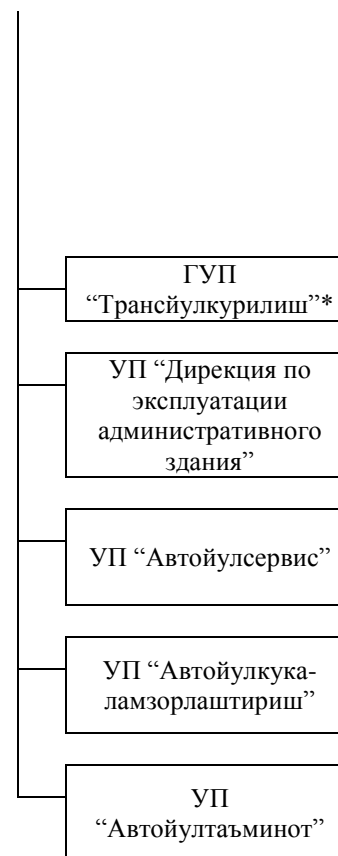 ГУП
“Трансйулкурилиш”*
УП “Дирекция по
эксплуатации
административного
здания”
УП “Автойулсервис”
УП “Автойулкука-
ламзорлаштириш”
УП
“Автойултаъминот”